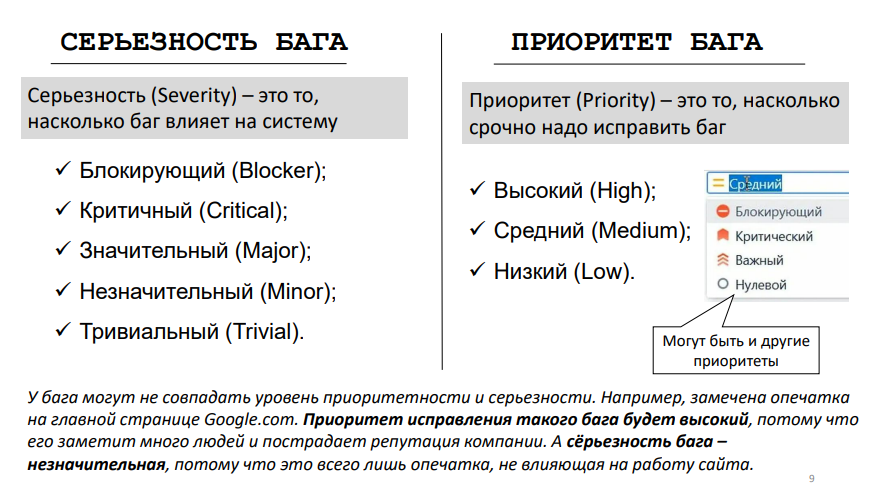 СЕРЬЕЗНОСТЬ БАГА
Серьезность (Severity) – это то,
насколько баг влияет на систему
✓ Блокирующий (Blocker);
✓ Критичный (Critical);
✓ Значительный (Major);
✓ Незначительный (Minor);
✓ Тривиальный (Trivial).
ПРИОРИТЕТ БАГА
Приоритет (Priority) – это то, насколько
срочно надо исправить баг
✓ Высокий (High);
✓ Средний (Medium);
✓ Низкий (Low).
Средний
Блокирующий
Критический
Важный
Нулевой
Могут быть и другие
приоритеты
У бага могут не совпадать уровень приоритетности и серьезности. Например, замечена опечатка
на главной странице Google.com. Приоритет исправления такого бага будет высокий, потому что
его заметит много людей и пострадает репутация компании. А сёрьезность бага –
незначительная, потому что это всего лишь опечатка, не влияющая на работу сайта.
9